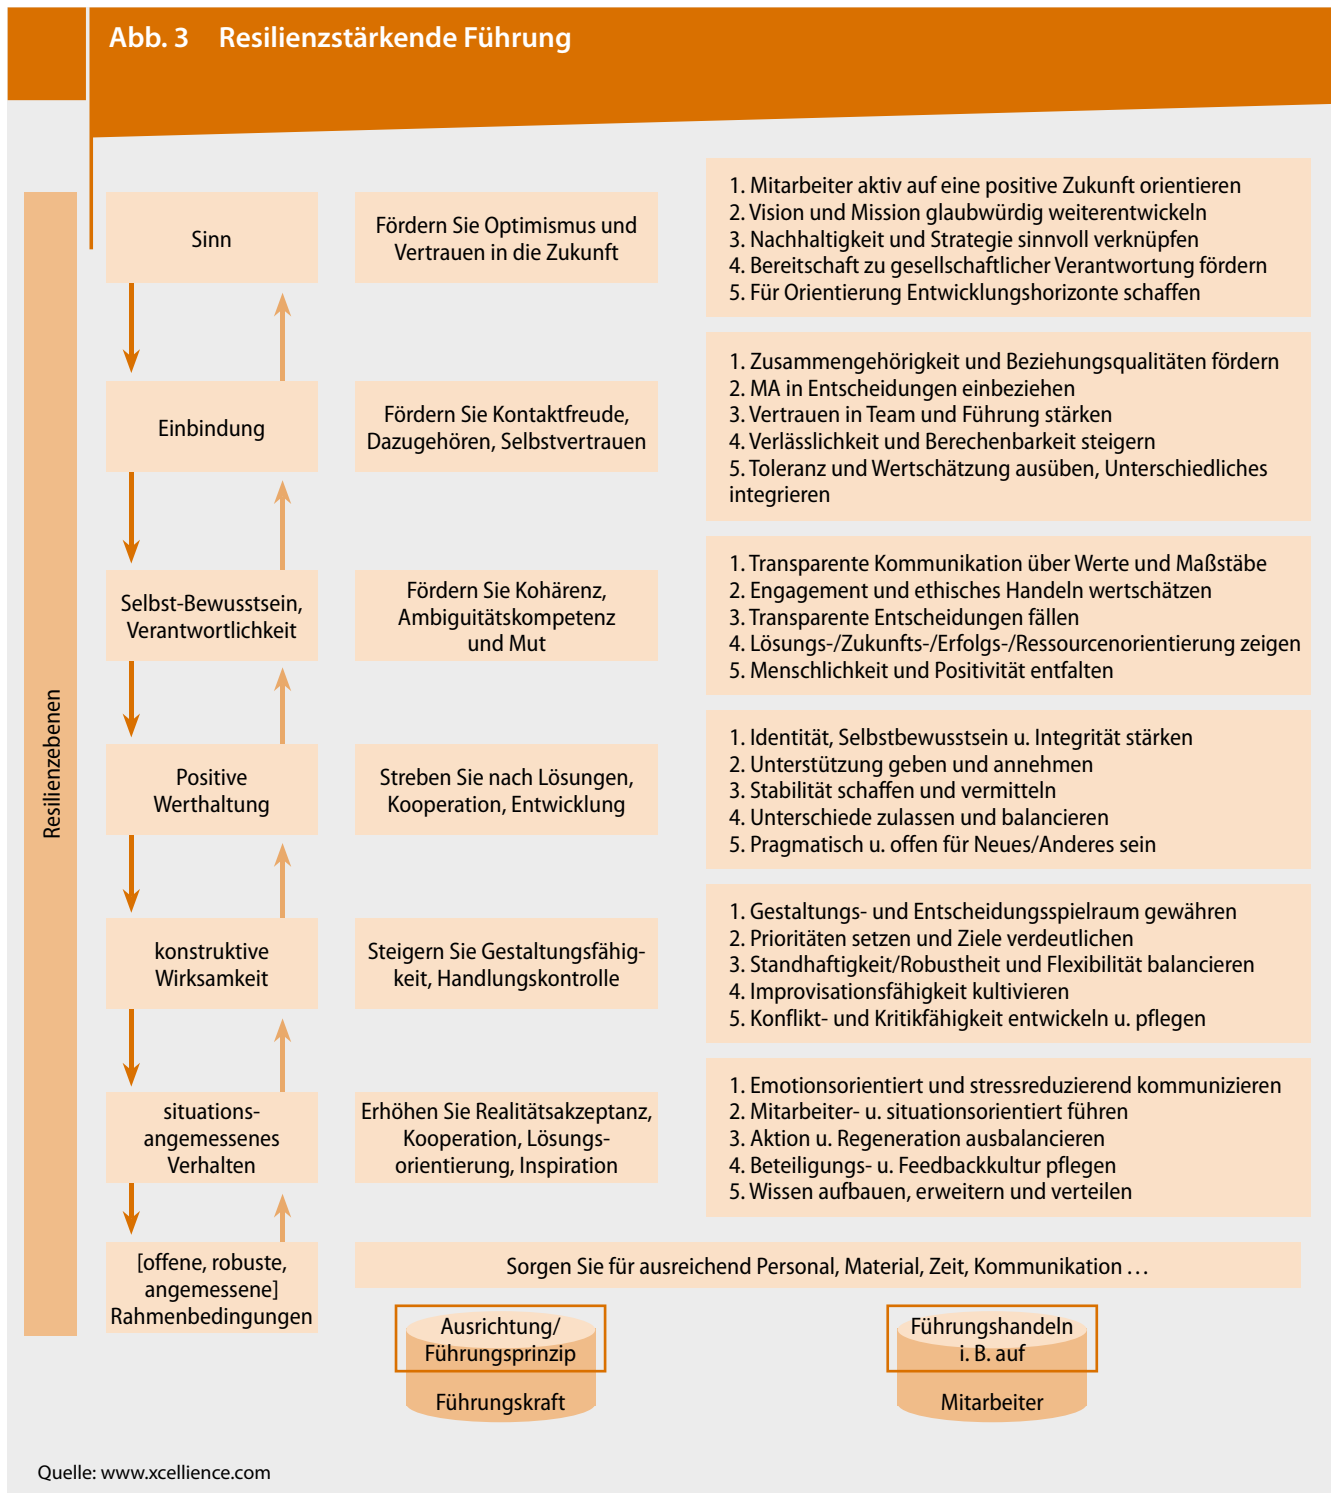 Abb. 3 Resilienzstärkende Führung
Resilienzebenen
Sinn
Fördern Sie Optimismus und
Vertrauen in die Zukunft
1. Mitarbeiter aktiv auf eine positive Zukunft orientieren
2. Vision und Mission glaubwürdig weiterentwickeln
3. Nachhaltigkeit und Strategie sinnvoll verknüpfen
4. Bereitschaft zu gesellschaftlicher Verantwortung fördern
5. Für Orientierung Entwicklungshorizonte schaffen
Einbindung
Fördern Sie Kontaktfreude,
Dazugehören, Selbstvertrauen
1. Zusammengehörigkeit und Beziehungsqualitäten fördern
2. MA in Entscheidungen einbeziehen
3. Vertrauen in Team und Führung stärken
4. Verlässlichkeit und Berechenbarkeit steigern
5. Toleranz und Wertschätzung ausüben, Unterschiedliches
integrieren
Selbst-Bewusstsein,
Verantwortlichkeit
Fördern Sie Kohärenz,
Ambiguitätskompetenz
und Mut
1. Transparente Kommunikation über Werte und Maßstäbe
2. Engagement und ethisches Handeln wertschätzen
3. Transparente Entscheidungen fällen
4. Lösungs-/Zukunfts-/Erfolgs-/Ressourcenorientierung zeigen
5. Menschlichkeit und Positivität entfalten
Positive
Werthaltung
Streben Sie nach Lösungen,
Kooperation, Entwicklung
1. Identität, Selbstbewusstsein u. Integrität stärken
2. Unterstützung geben und annehmen
3. Stabilität schaffen und vermitteln
4. Unterschiede zulassen und balancieren
5. Pragmatisch u. offen für Neues/Anderes sein
konstruktive
Wirksamkeit
Steigern Sie Gestaltungsfähig-
keit, Handlungskontrolle
1. Gestaltungs- und Entscheidungsspielraum gewähren
2. Prioritäten setzen und Ziele verdeutlichen
3. Standhaftigkeit/Robustheit und Flexibilität balancieren
4. Improvisationsfähigkeit kultivieren
5. Konflikt- und Kritikfähigkeit entwickeln u. pflegen
situations-
angemessenes
Verhalten
Erhöhen Sie Realitätsakzeptanz,
Kooperation, Lösungs-
orientierung, Inspiration
1. Emotionsorientiert und stressreduzierend kommunizieren
2. Mitarbeiter- u. situationsorientiert führen
3. Aktion u. Regeneration ausbalancieren
4. Beteiligungs- u. Feedbackkultur pflegen
5. Wissen aufbauen, erweitern und verteilen
[offene, robuste,
angemessene]
Rahmenbedingungen
Sorgen Sie für ausreichend Personal, Material, Zeit, Kommunikation …
Ausrichtung/
Führungsprinzip
Führungskraft
Führungshandeln
i. B. auf
Mitarbeiter
Quelle: www.xcellience.com